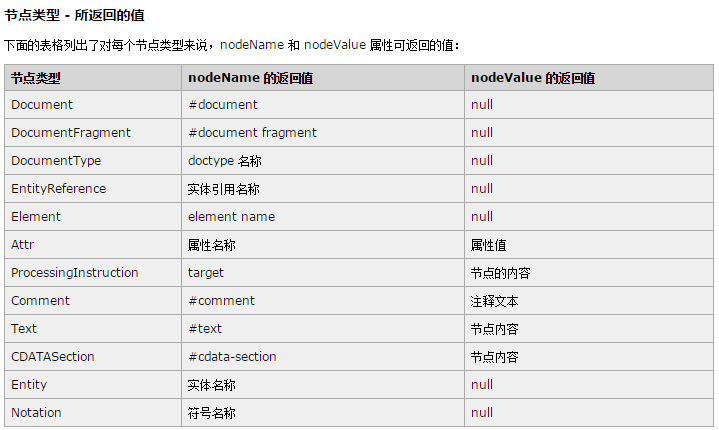 节点类型 - 所返回的值
下面的表格列出了对每个节点类型来说，nodeName 和 nodeValue 属性可返回的值：
节点类型 nodeName 的返回值 nodeValue 的返回值
Document #document null
DocumentFragment #document fragment null
DocumentType doctype 名称 null
EntityReference 实体引用名称 null
Element element name null
Attr 属性名称 属性值
ProcessingInstruction target 节点的内容
Comment #comment 注释文本
Text #text 节点内容
CDATASection #cdata-section 节点内容
Entity 实体名称 null
Notation 符号名称 null